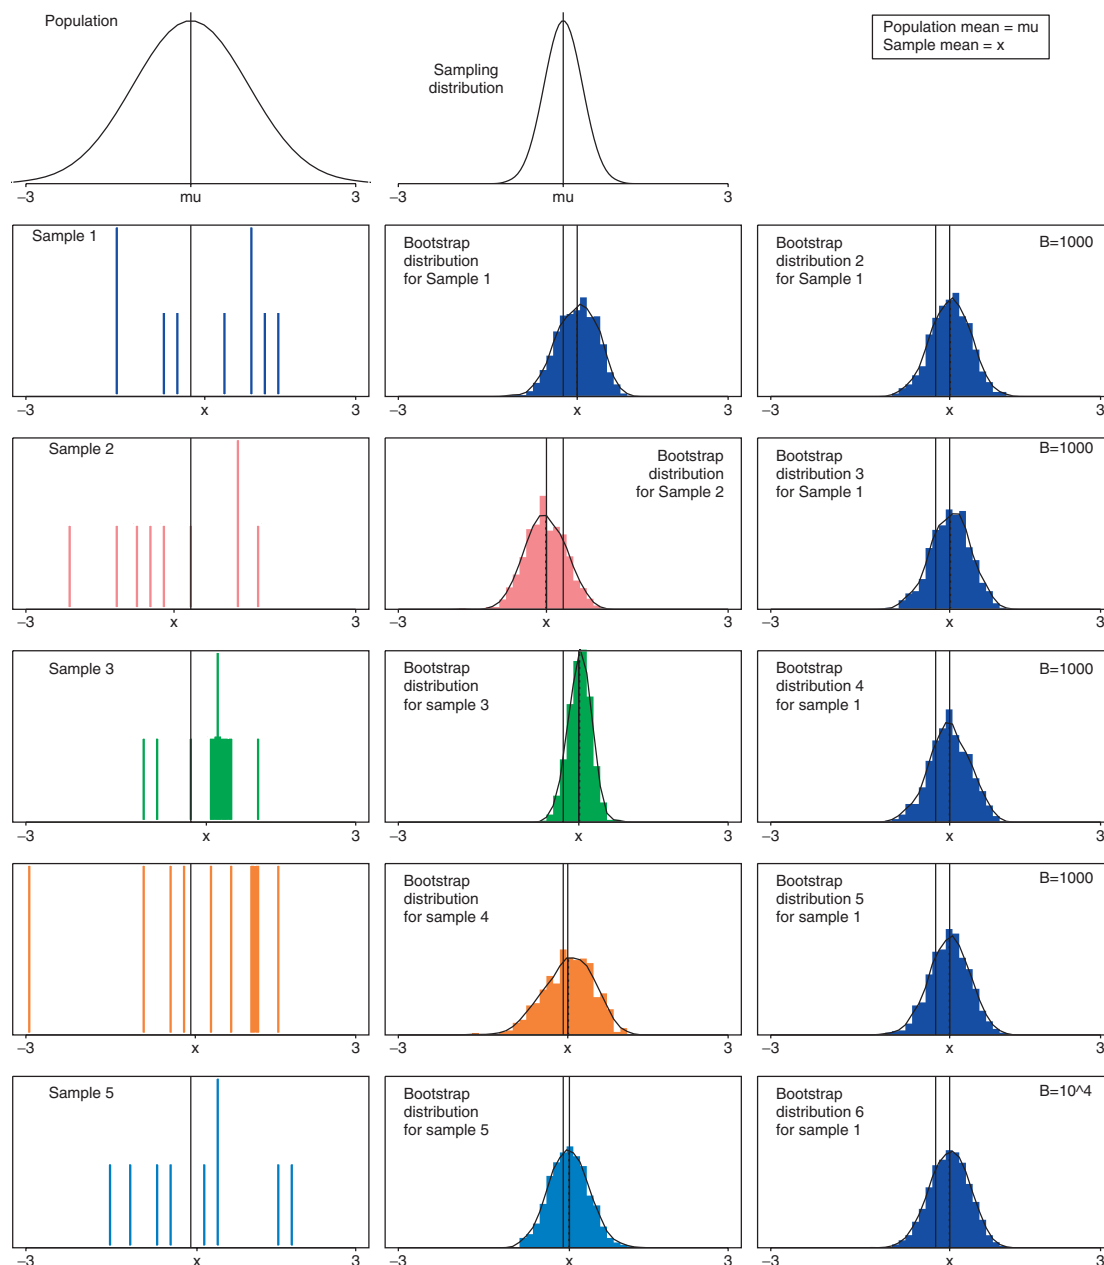 Population
Sampling
distribution
Population mean = mu
Sample mean = x
−3
mu
3
−3
mu
3
Sample 1
−3
x
3
Bootstrap
distribution
for Sample 1
−3
x
3
Bootstrap
distribution 2
for Sample 1
B=1000
−3
x
3
Sample 2
−3
x
3
Bootstrap
distribution
for Sample 2
−3
x
3
Bootstrap
distribution 3
for Sample 1
B=1000
−3
x
3
Sample 3
−3
x
3
Bootstrap
distribution
for sample 3
−3
x
3
Bootstrap
distribution 4
for sample 1
B=1000
−3
x
3
−3
x
3
Bootstrap
distribution
for sample 4
−3
x
3
Bootstrap
distribution 5
for sample 1
B=1000
−3
x
3
Sample 5
−3
x
3
Bootstrap
distribution
for sample 5
−3
x
3
Bootstrap
distribution 6
for sample 1
B=10^4
−3
x
3